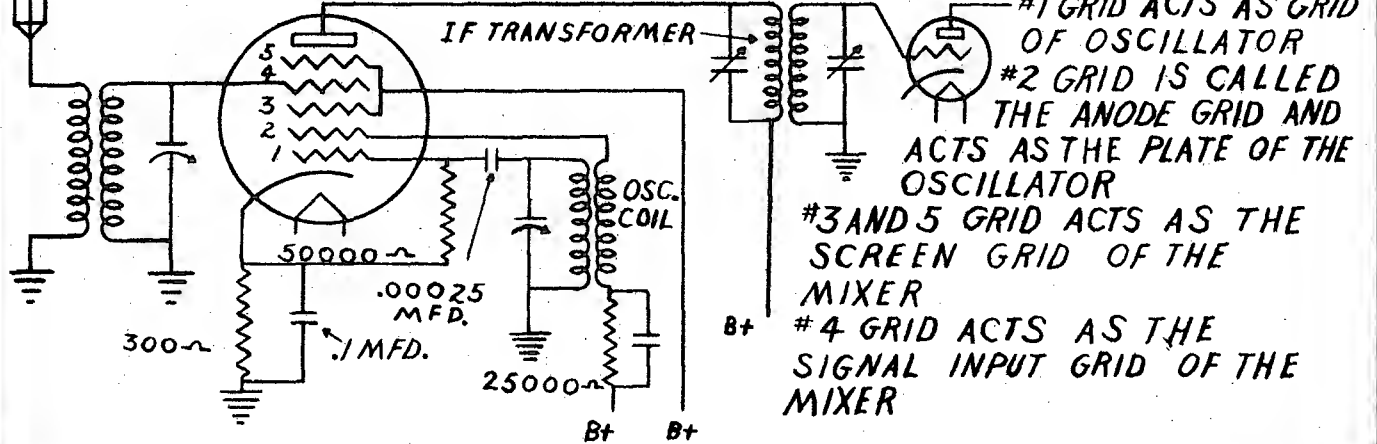 IF TRANSFORMER
5
4
3
2
1
OSC.
COIL
50000 Ω
.00025
MFD.
300 Ω
.1 MFD.
25000 Ω
B+
B+
B+
#1 GRID ACTS AS GRID
OF OSCILLATOR
#2 GRID IS CALLED
THE ANODE GRID AND
ACTS AS THE PLATE OF THE
OSCILLATOR
#3 AND 5 GRID ACTS AS THE
SCREEN GRID OF THE
MIXER
#4 GRID ACTS AS THE
SIGNAL INPUT GRID OF THE
MIXER